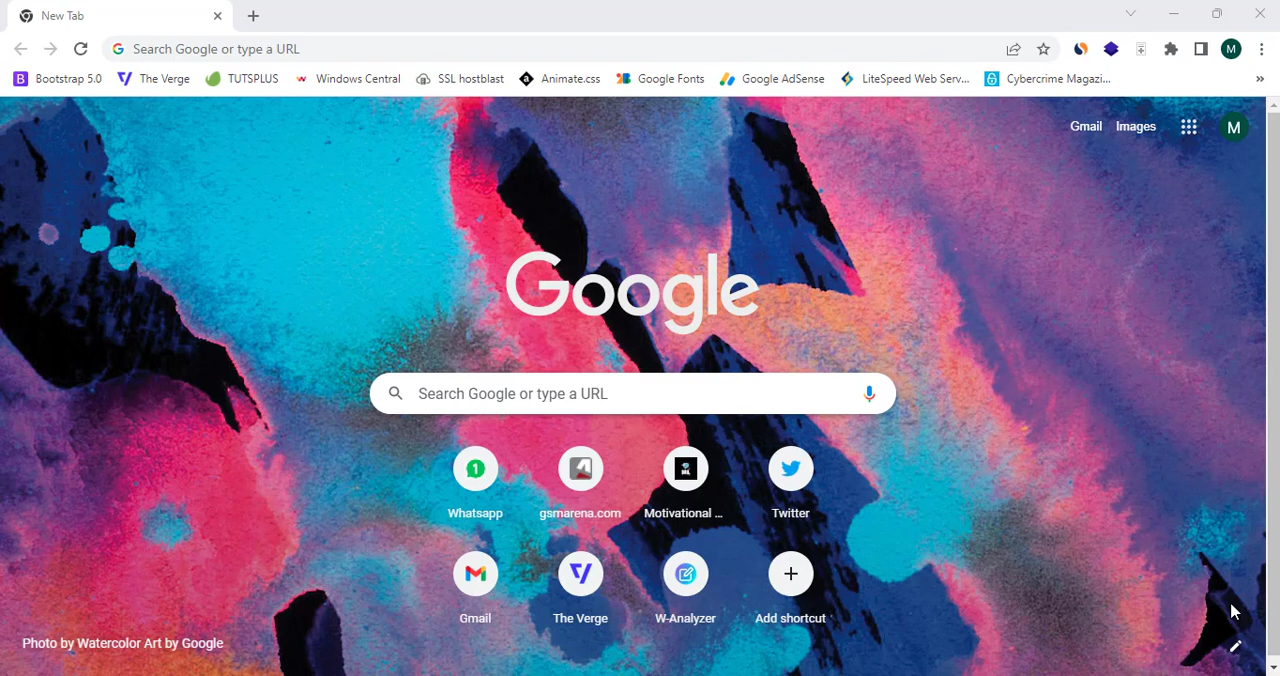 New Tab
Search Google or type a URL
M
Bootstrap 5.0 The Verge TUTSPLUS Windows Central SSL hostblast Animate.css Google Fonts Google AdSense LiteSpeed Web Serv... Cybercrime Magazi...
Gmail Images M
Google
Search Google or type a URL
Whatsapp gsmarena.com Motivational ... Twitter
Gmail The Verge W-Analyzer Add shortcut
Photo by Watercolor Art by Google